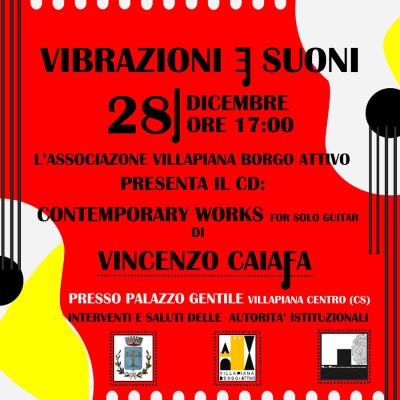 VIBRAZIONI E SUONI
28 DICEMBRE
ORE 17:00
L'ASSOCIAZONE VILLAPIANA BORGO ATTIVO
PRESENTA IL CD:
CONTEMPORARY WORKS FOR SOLO GUITAR
DI
VINCENZO CAIAFA
PRESSO PALAZZO GENTILE VILLAPIANA CENTRO (CS)
INTERVENTI E SALUTI DELLE AUTORITA' ISTITUZIONALI
VILLAPIANA
BORGO ATTIVO